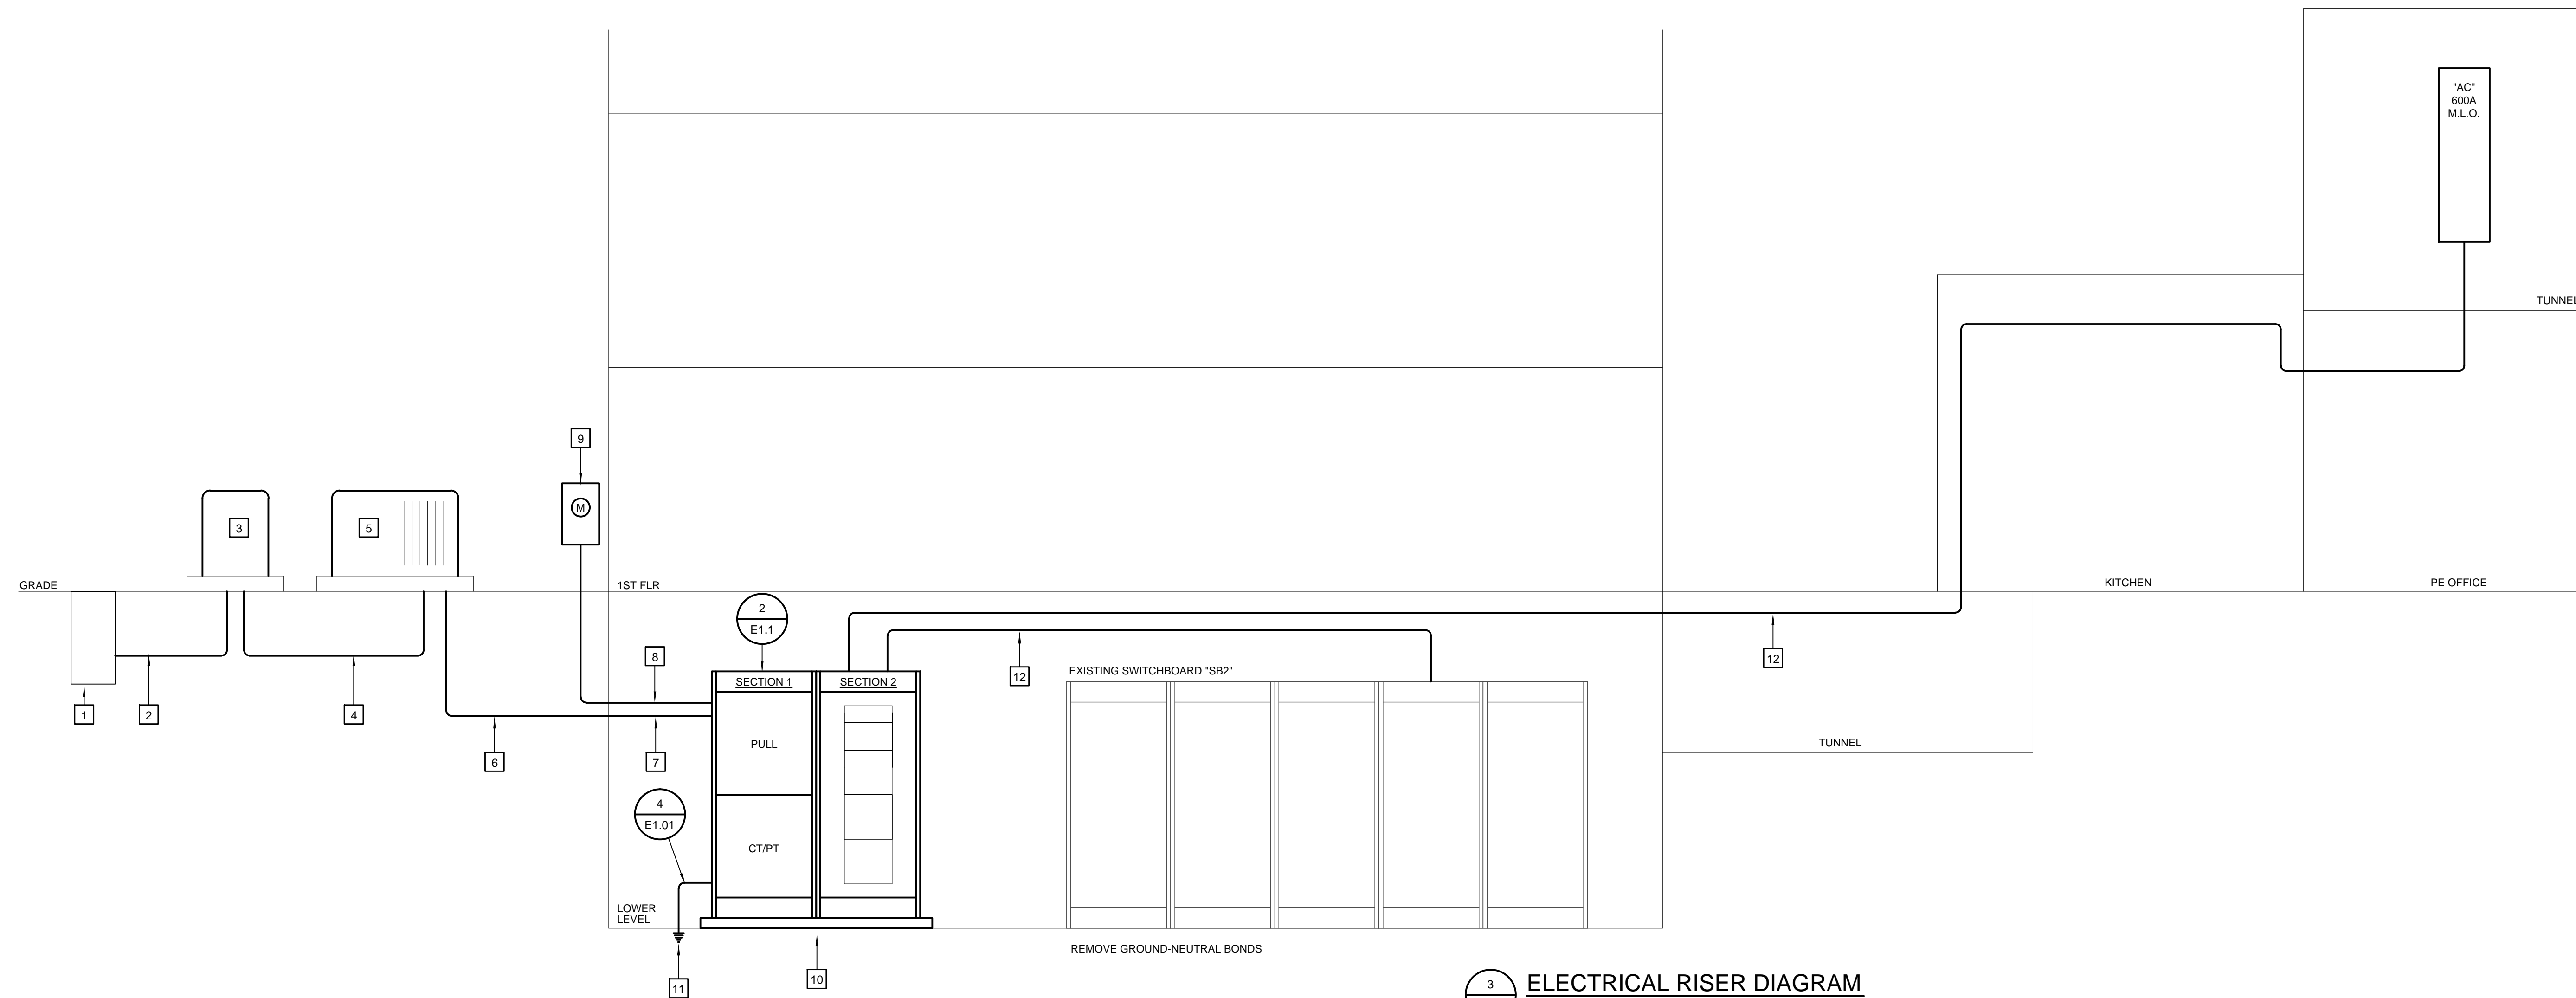 "AC"
600A
M.L.O.
TUNNEL
9
M
3
5
GRADE
1ST FLR
KITCHEN
PE OFFICE
2
E1.1
8
12
12
EXISTING SWITCHBOARD "SB2"
SECTION 1
SECTION 2
1
2
4
6
7
PULL
TUNNEL
4
E1.01
CT/PT
LOWER
LEVEL
REMOVE GROUND-NEUTRAL BONDS
10
11
3
ELECTRICAL RISER DIAGRAM